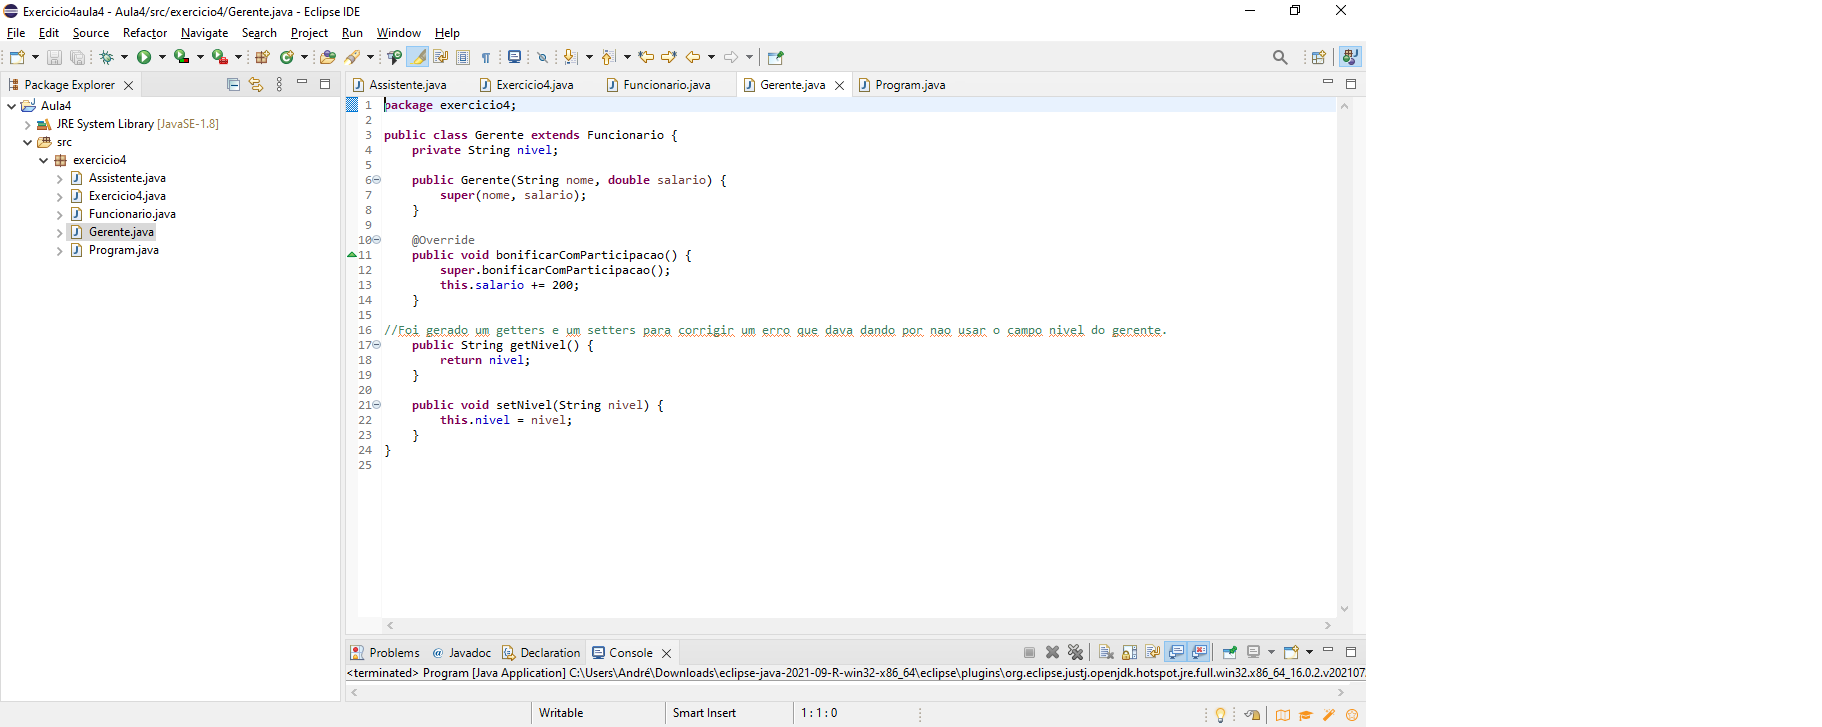 Exercicio4aula4 - Aula4/src/exercicio4/Gerente.java - Eclipse IDE
File Edit Source Refactor Navigate Search Project Run Window Help
Package Explorer
Aula4
JRE System Library [JavaSE-1.8]
src
exercicio4
Assistente.java
Exercicio4.java
Funcionario.java
Gerente.java
Program.java
Assistente.java Exercicio4.java Funcionario.java Gerente.java Program.java
1 package exercicio4;
2
3 public class Gerente extends Funcionario {
4 private String nivel;
5
6 public Gerente(String nome, double salario) {
7 super(nome, salario);
8 }
9
10 @Override
11 public void bonificarComParticipacao() {
12 super.bonificarComParticipacao();
13 this.salario += 200;
14 }
15
16 //Foi gerado um getters e um setters para corrigir um erro que dava dando por nao usar o campo nivel do gerente.
17 public String getNivel() {
18 return nivel;
19 }
20
21 public void setNivel(String nivel) {
22 this.nivel = nivel;
23 }
24 }
25
Problems @ Javadoc Declaration Console
<terminated> Program [Java Application] C:\Users\André\Downloads\eclipse-java-2021-09-R-win32-x86_64\eclipse\plugins\org.eclipse.justj.openjdk.hotspot.jre.full.win32.x86_64_16.0.2.v202107
Writable Smart Insert 1 : 1 : 0